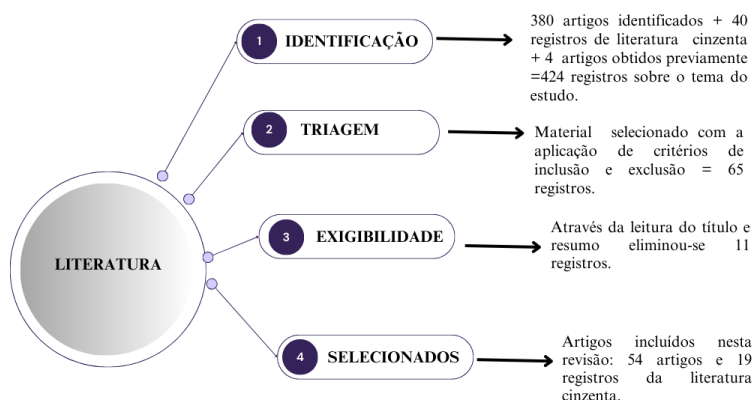 LITERATURA
1 IDENTIFICAÇÃO
380 artigos identificados + 40
registros de literatura cinzenta
+ 4 artigos obtidos previamente
=424 registros sobre o tema do
estudo.
2 TRIAGEM
Material selecionado com a
aplicação de critérios de
inclusão e exclusão = 65
registros.
3 EXIGIBILIDADE
Através da leitura do título e
resumo eliminou-se 11
registros.
4 SELECIONADOS
Artigos incluídos nesta
revisão: 54 artigos e 19
registros da literatura
cinzenta.